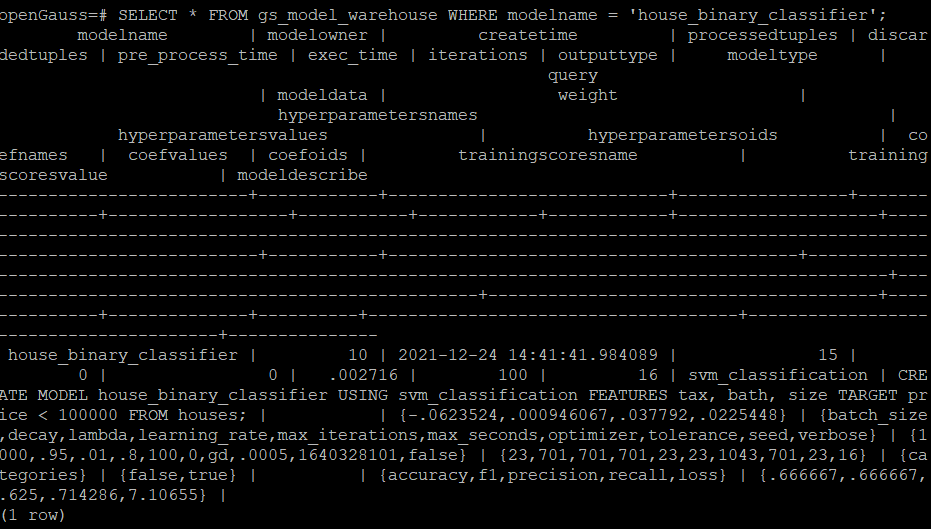 openGauss=# SELECT * FROM gs_model_warehouse WHERE modelname = 'house_binary_classifier';
        modelname        | modelowner |         createtime         | processedtuples | discar
dedtuples | pre_process_time | exec_time | iterations | outputtype |     modeltype      |
                                                       query
                          | modeldata |                 weight                  |
                            hyperparametersnames                                         |
            hyperparametersvalues               |          hyperparametersoids          | co
efnames   |  coefvalues  | coefoids |         trainingscoresname          |          training
scoresvalue           | modeldescribe
-------------------------+------------+----------------------------+-----------------+-------
----------+------------------+-----------+------------+------------+--------------------+----
---------------------------------------------------------------------------------------------
--------------------------+-----------+-----------------------------------------+------------
-----------------------------------------------------------------------------------------+---
------------------------------------------------+---------------------------------------+----
----------+--------------+----------+-------------------------------------+------------------
----------------------+---------------
 house_binary_classifier |         10 | 2021-12-24 14:41:41.984089 |              15 |
        0 |                0 |   .002716 |        100 |         16 | svm_classification | CRE
ATE MODEL house_binary_classifier USING svm_classification FEATURES tax, bath, size TARGET pr
ice < 100000 FROM houses; |           | {-.0623524,.000946067,.037792,.0225448} | {batch_size
,decay,lambda,learning_rate,max_iterations,max_seconds,optimizer,tolerance,seed,verbose} | {1
000,.95,.01,.8,100,0,gd,.0005,1640328101,false} | {23,701,701,701,23,23,1043,701,23,16} | {ca
tegories} | {false,true} |          | {accuracy,f1,precision,recall,loss} | {.666667,.666667,
.625,.714286,7.10655} |
(1 row)